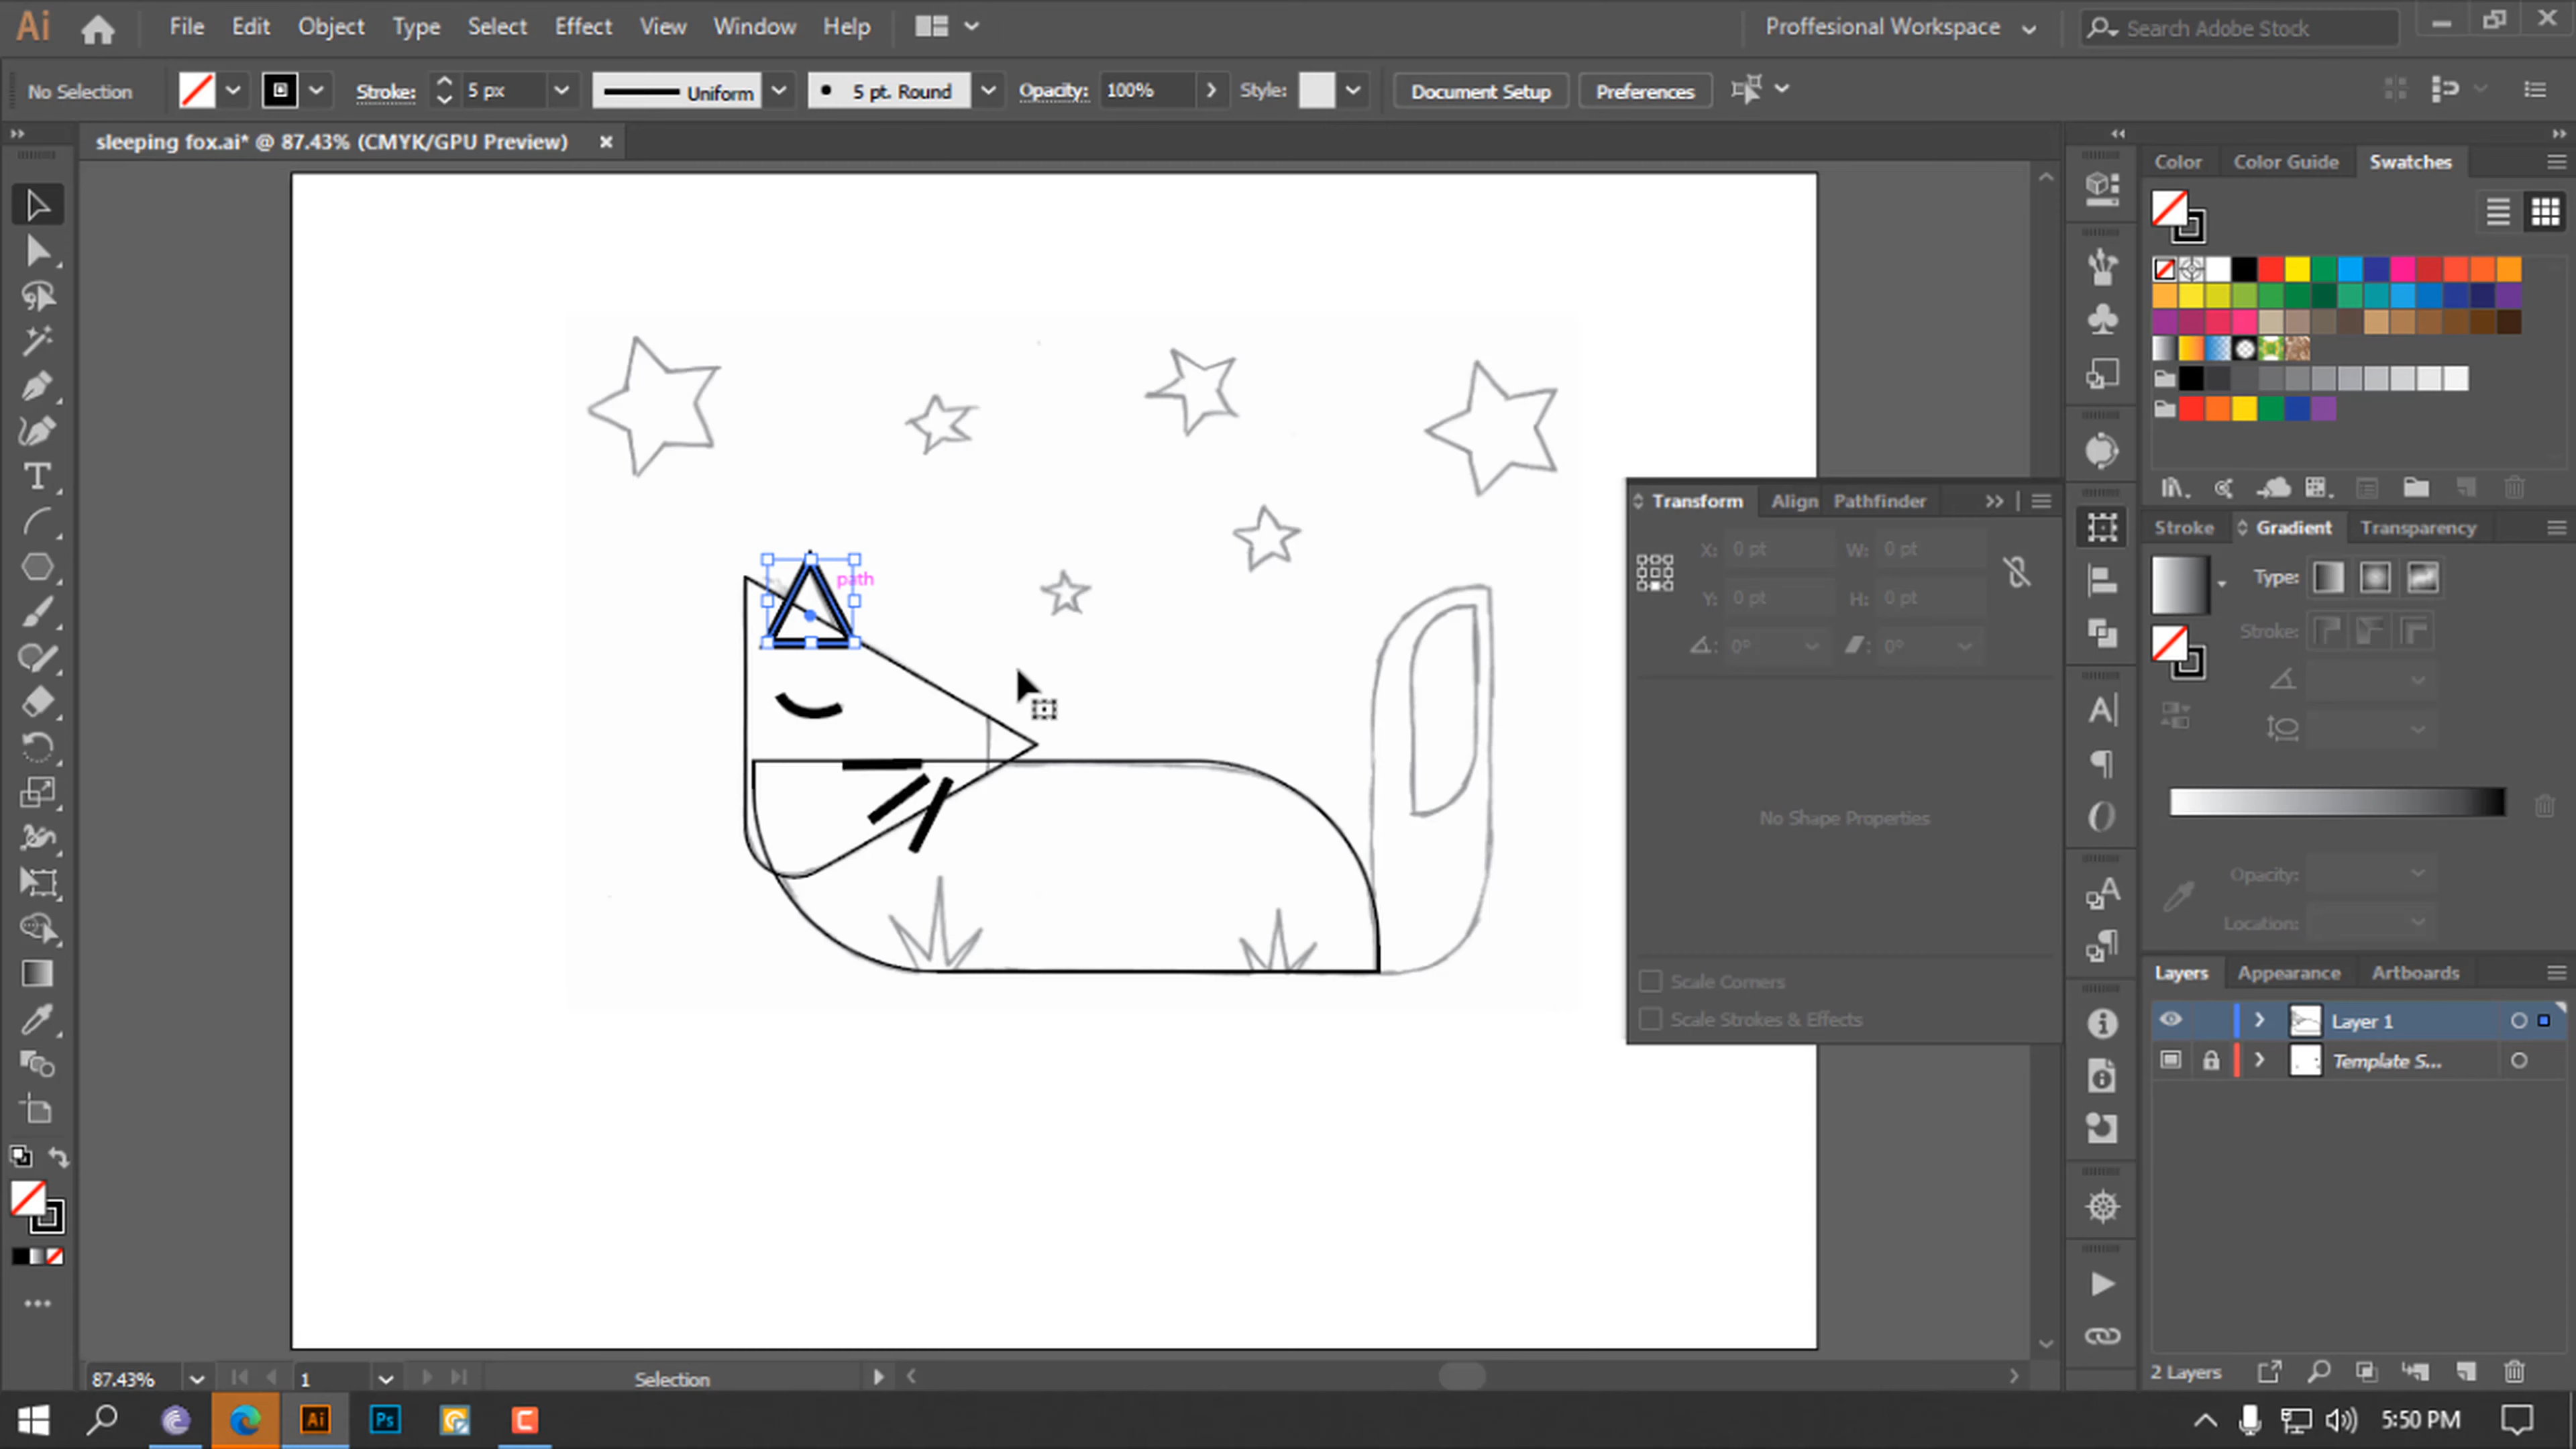 Ai File Edit Object Type Select Effect View Window Help Proffesional Workspace Search Adobe Stock
No Selection Stroke: 5 px Uniform 5 pt. Round Opacity: 100% Style: Document Setup Preferences
sleeping fox.ai* @ 87.43% (CMYK/GPU Preview)
Color Color Guide Swatches
Transform Align Pathfinder
X: 0 pt W: 0 pt
Y: 0 pt H: 0 pt
0° 0°
No Shape Properties
Scale Corners
Scale Strokes & Effects
path
Stroke Gradient Transparency
Type:
Stroke:
Opacity:
Location:
Layers Appearance Artboards
Layer 1
Template S...
2 Layers
87.43% 1 Selection
Ai Ps C 5:50 PM